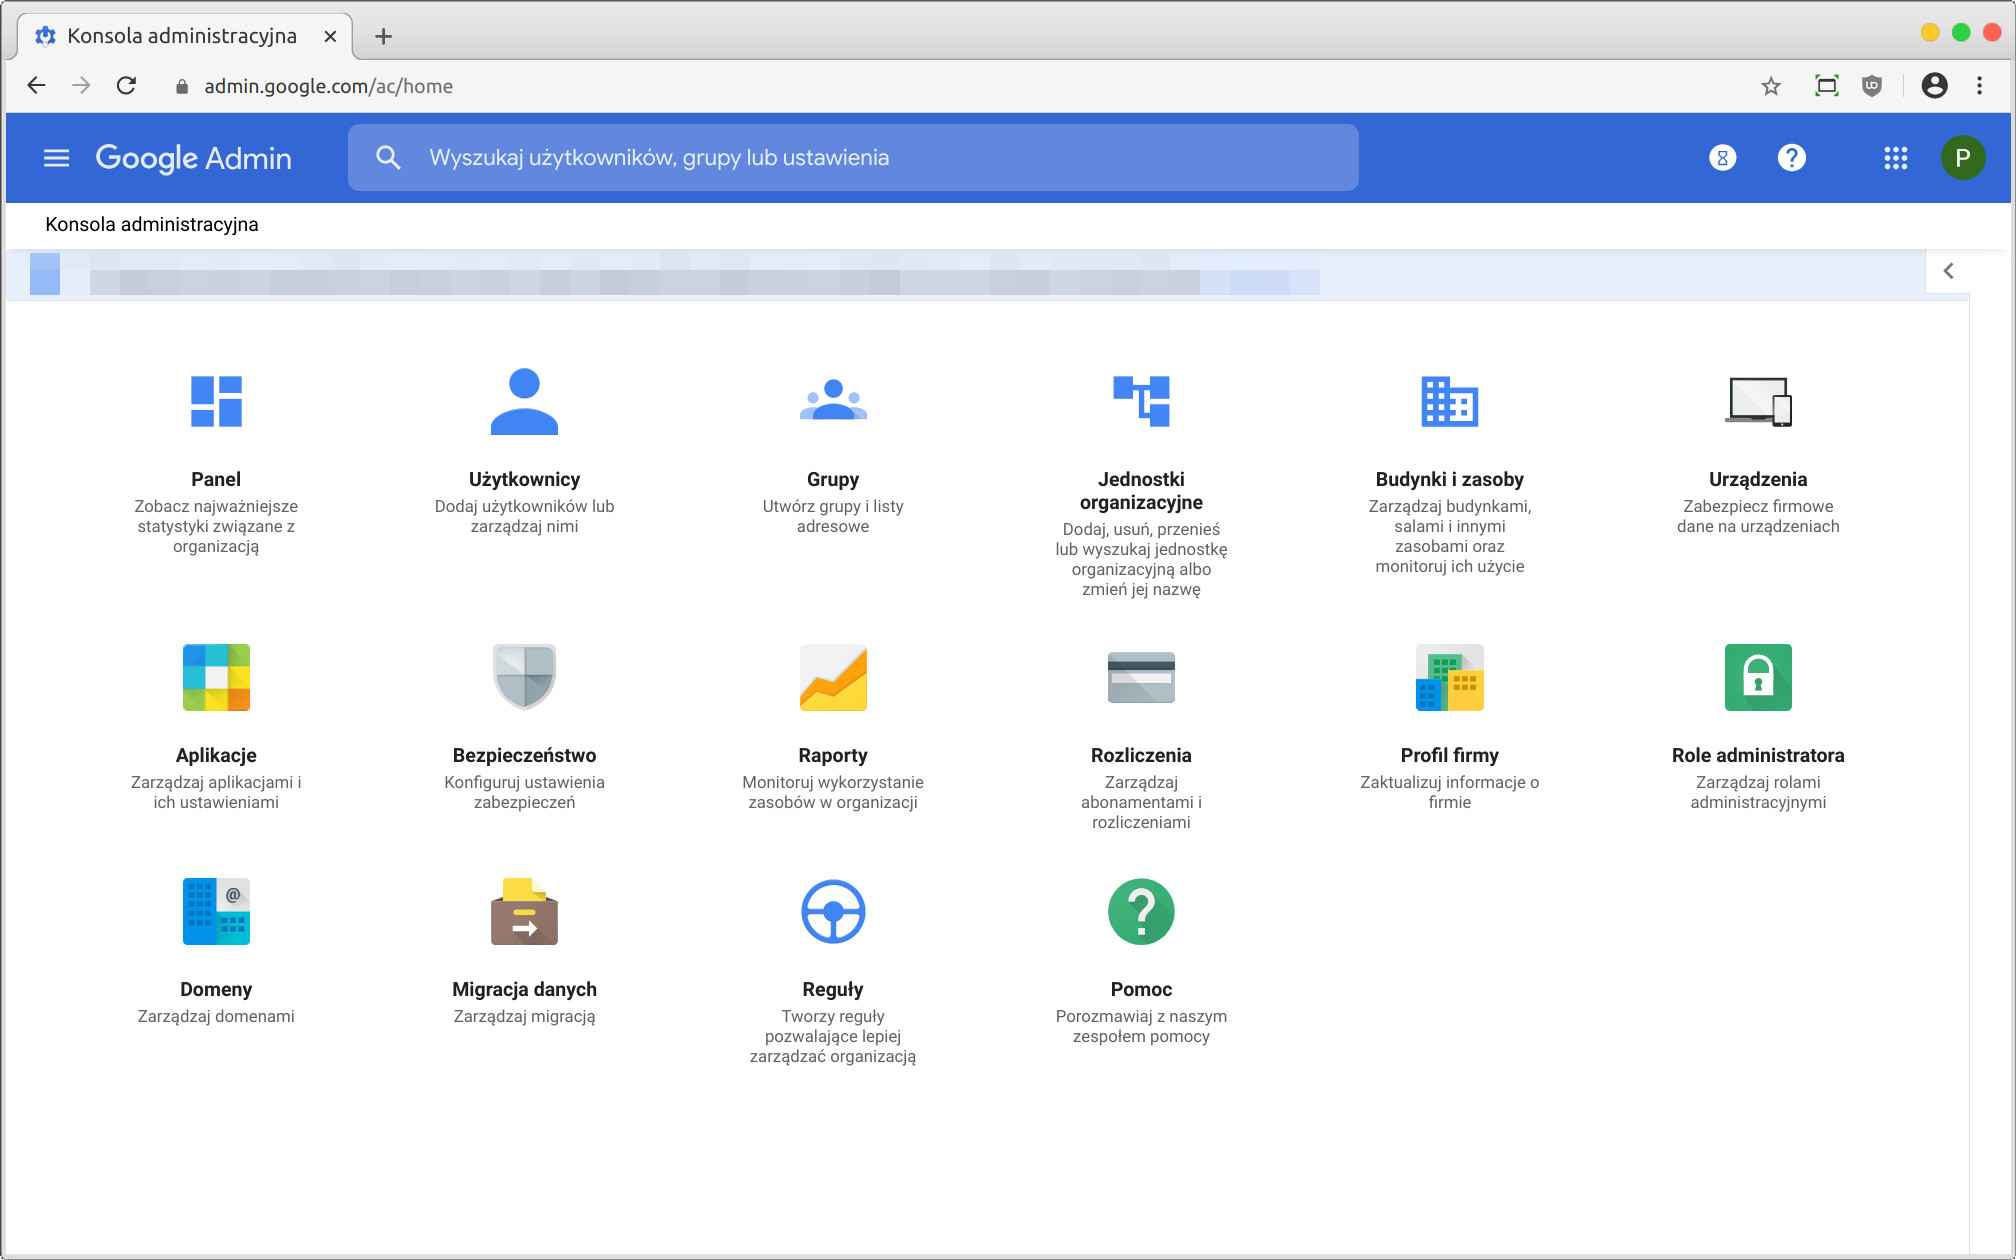 Konsola administracyjna
admin.google.com/ac/home
Google Admin
Wyszukaj użytkowników, grupy lub ustawienia
P
Konsola administracyjna
Panel
Zobacz najważniejsze
statystyki związane z
organizacją
Użytkownicy
Dodaj użytkowników lub
zarządzaj nimi
Grupy
Utwórz grupy i listy
adresowe
Jednostki
organizacyjne
Dodaj, usuń, przenieś
lub wyszukaj jednostkę
organizacyjną albo
zmień jej nazwę
Budynki i zasoby
Zarządzaj budynkami,
salami i innymi
zasobami oraz
monitoruj ich użycie
Urządzenia
Zabezpiecz firmowe
dane na urządzeniach
Aplikacje
Zarządzaj aplikacjami i
ich ustawieniami
Bezpieczeństwo
Konfiguruj ustawienia
zabezpieczeń
Raporty
Monitoruj wykorzystanie
zasobów w organizacji
Rozliczenia
Zarządzaj
abonamentami i
rozliczeniami
Profil firmy
Zaktualizuj informacje o
firmie
Role administratora
Zarządzaj rolami
administracyjnymi
Domeny
Zarządzaj domenami
Migracja danych
Zarządzaj migracją
Reguły
Tworzy reguły
pozwalające lepiej
zarządzać organizacją
Pomoc
Porozmawiaj z naszym
zespołem pomocy